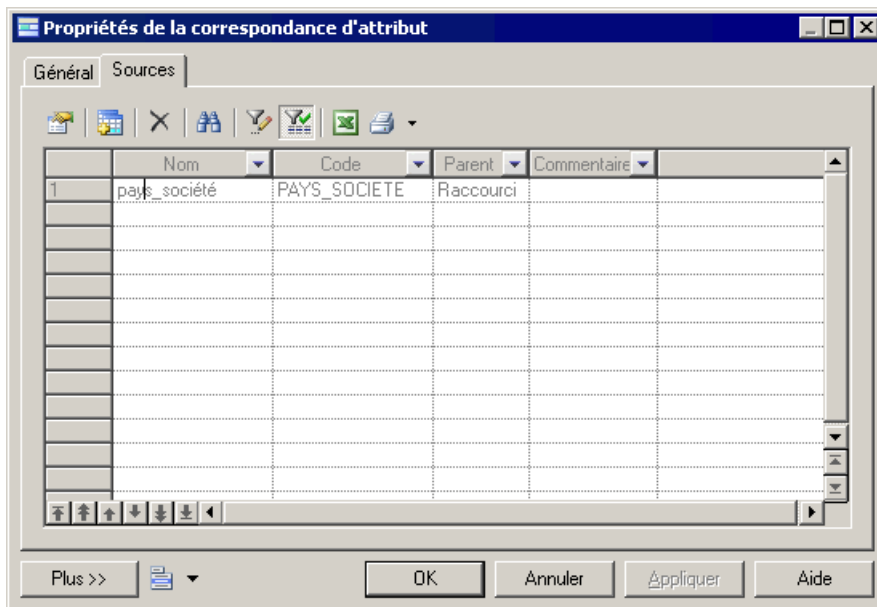 Propriétés de la correspondance d'attribut
Général Sources
Nom Code Parent Commentaire
1 pays_société PAYS_SOCIETE Raccourci
Plus >> OK Annuler Appliquer Aide